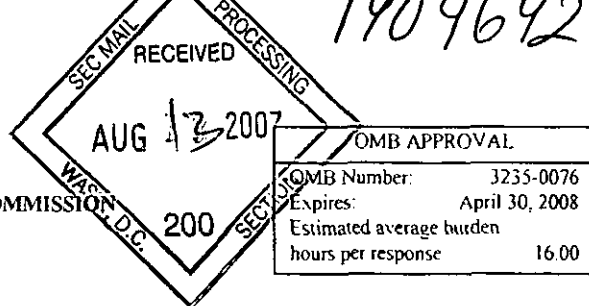 1409692
SEC MAIL
PROCESSING
RECEIVED
AUG 13 2007
WASH, D.C.
200
SECTION
OMMISSION
OMB APPROVAL
OMB Number: 3235-0076
Expires: April 30, 2008
Estimated average burden
hours per response 16.00